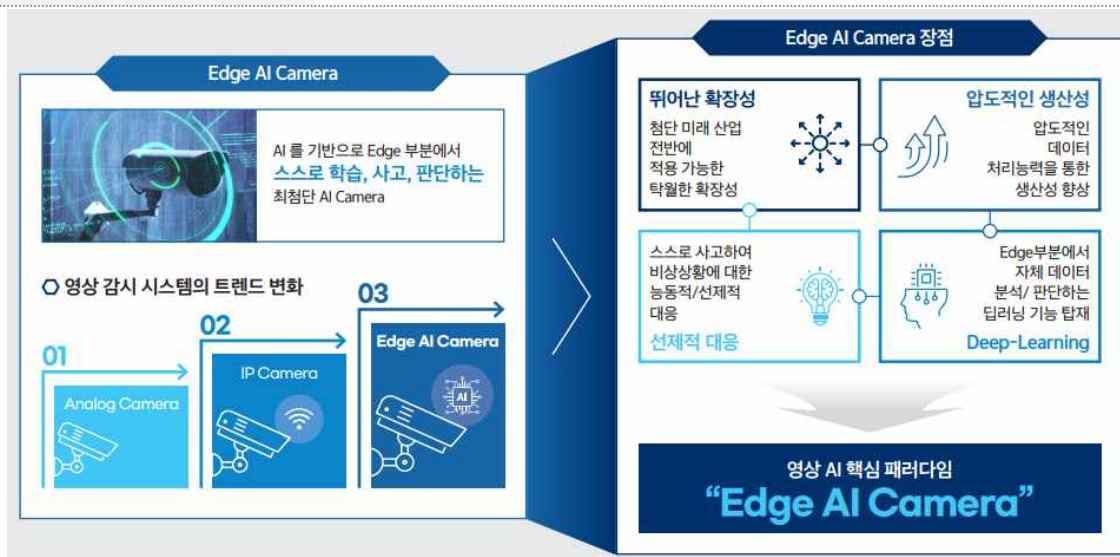 Edge AI Camera
AI 를 기반으로 Edge 부분에서
스스로 학습, 사고, 판단하는
최첨단 AI Camera
영상 감시 시스템의 트렌드 변화
01
Analog Camera
02
IP Camera
03
Edge AI Camera
AI
Edge AI Camera 장점
뛰어난 확장성
첨단 미래 산업
전반에
적용 가능한
탁월한 확장성
압도적인 생산성
압도적인
데이터
처리능력을 통한
생산성 향상
스스로 사고하여
비상상황에 대한
능동적/선제적
대응
선제적 대응
Edge부분에서
자체 데이터
분석/ 판단하는
딥러닝 기능 탑재
Deep-Learning
영상 AI 핵심 패러다임
“Edge AI Camera”